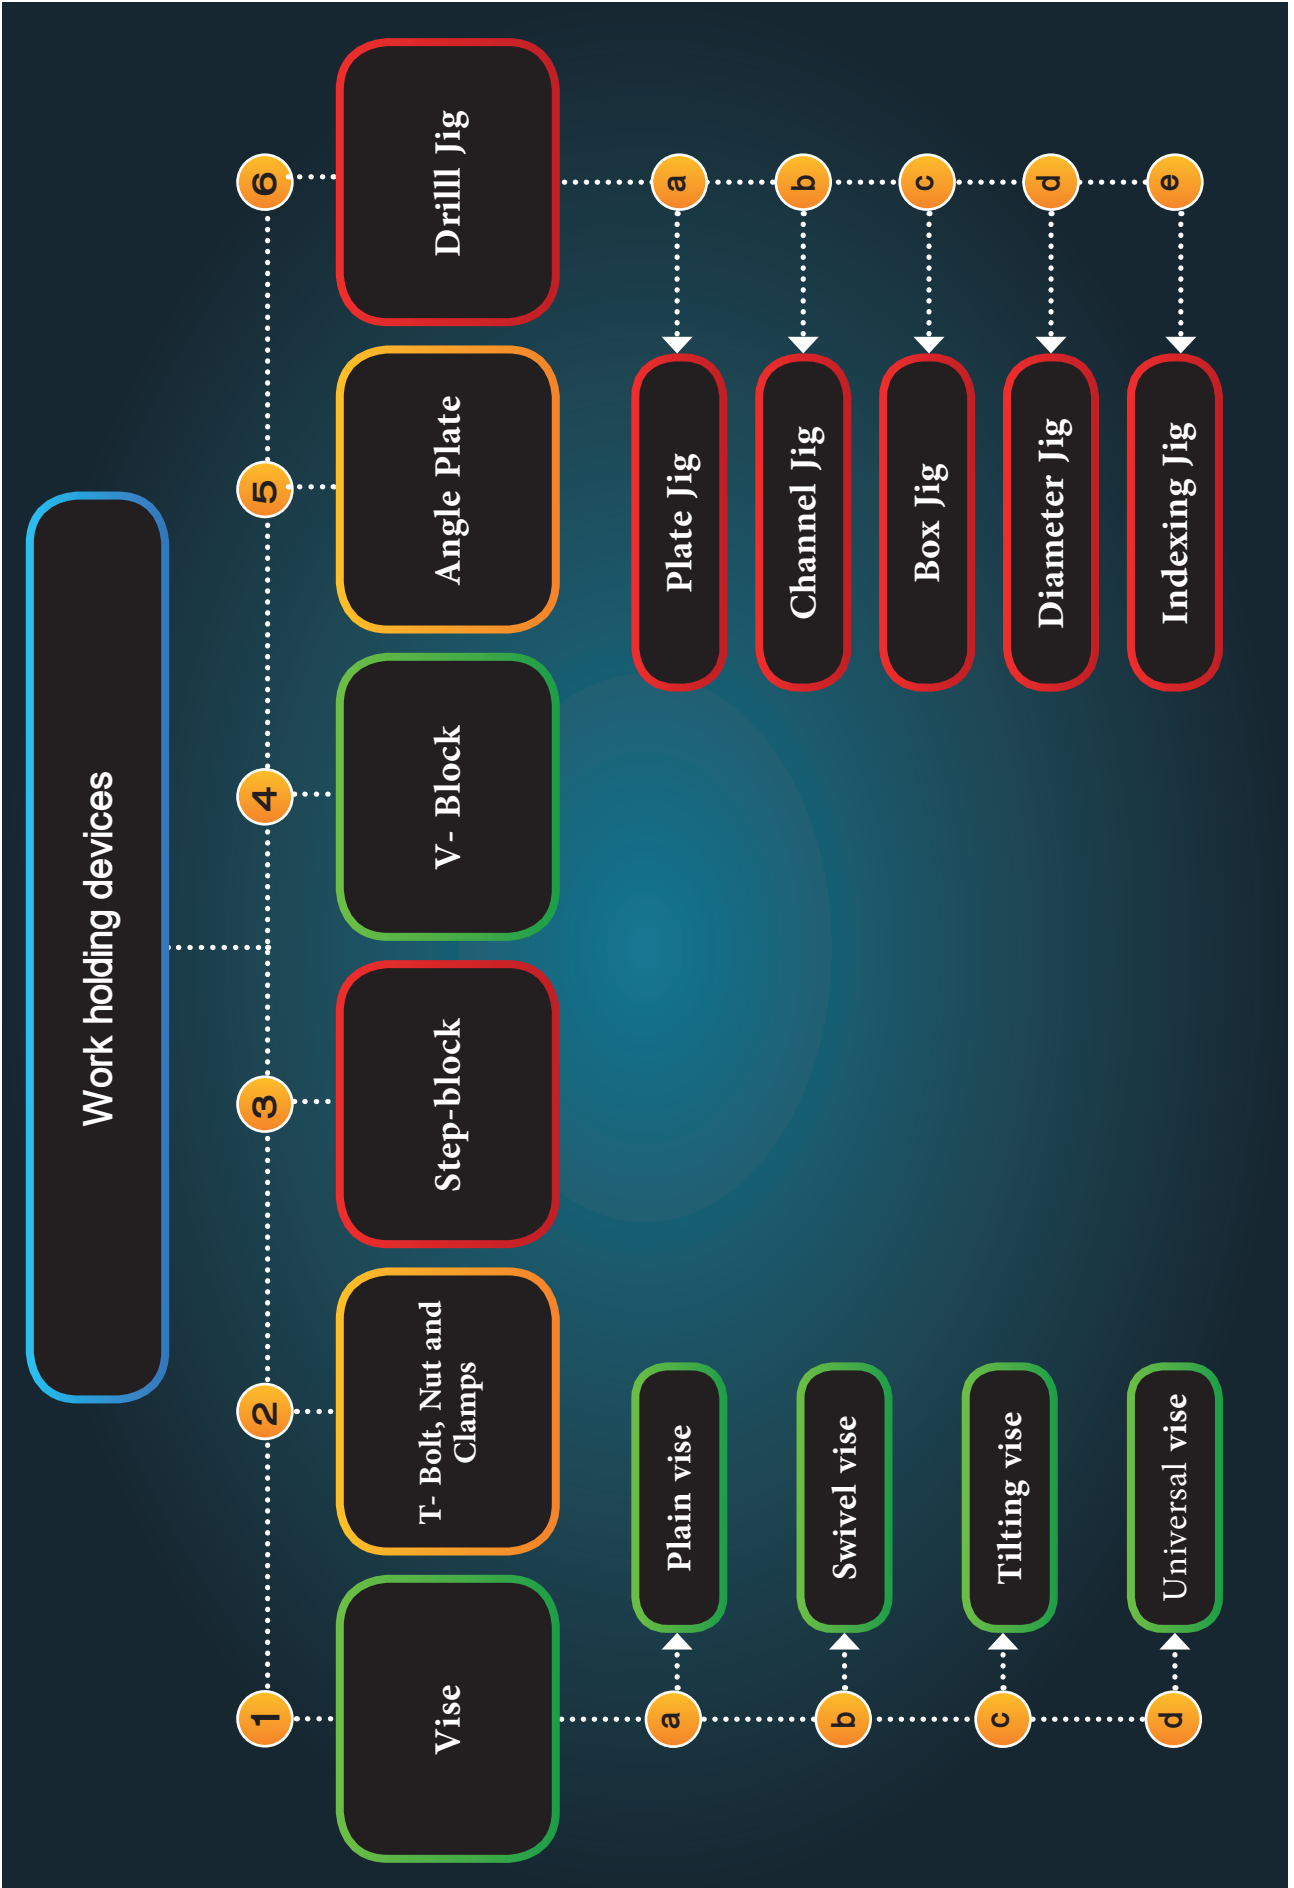 Work holding devices
1
2
3
4
5
6
Vise
T- Bolt, Nut and
Clamps
Step-block
V- Block
Angle Plate
Drill Jig
a
Plain vise
b
Swivel vise
c
Tilting vise
d
Universal vise
a
Plate Jig
b
Channel Jig
c
Box Jig
d
Diameter Jig
e
Indexing Jig